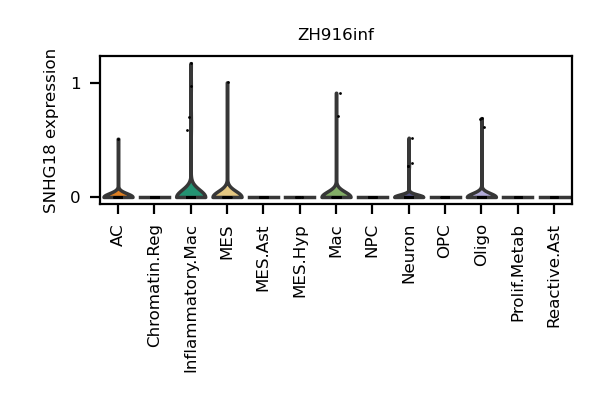 ZH916inf
SNHG18 expression
1
0
AC
Chromatin.Reg
Inflammatory.Mac
MES
MES.Ast
MES.Hyp
Mac
NPC
Neuron
OPC
Oligo
Prolif.Metab
Reactive.Ast